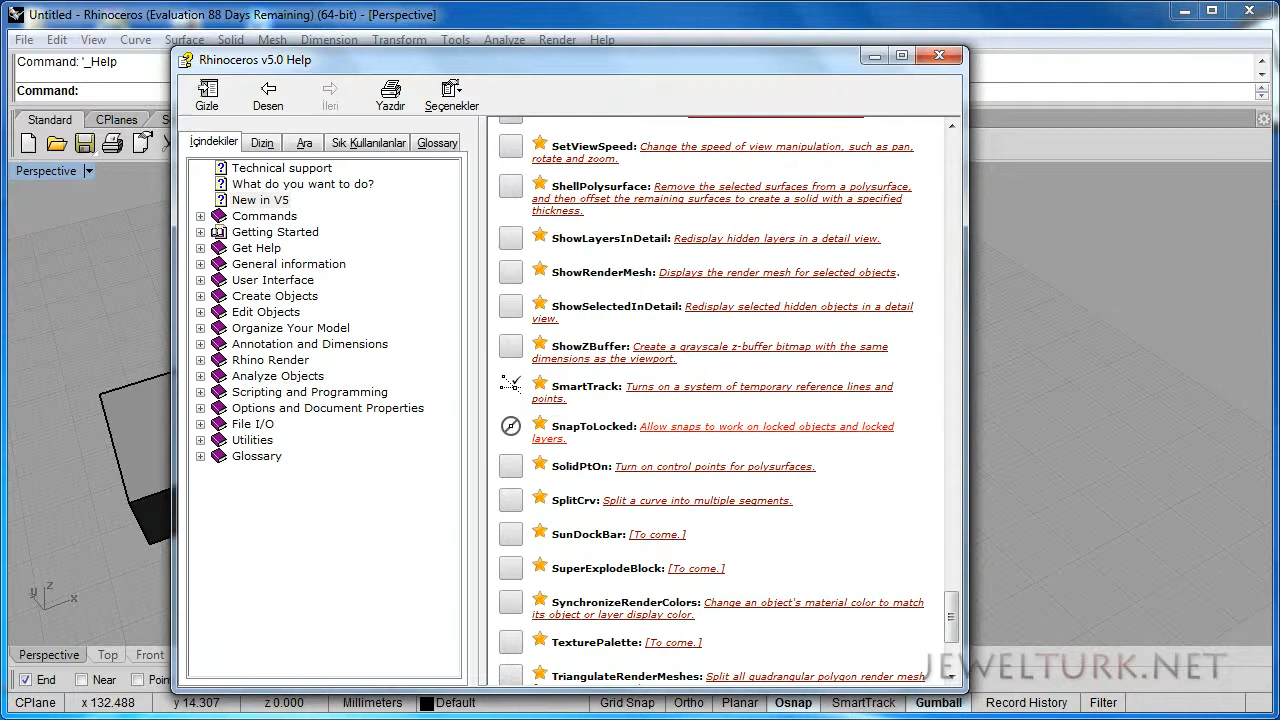 Untitled - Rhinoceros (Evaluation 88 Days Remaining) (64-bit) - [Perspective]
File Edit View Curve Surface Solid Mesh Dimension Transform Tools Analyze Render Help
Command: '_Help
Command:
Standard CPlanes
Perspective
Rhinoceros v5.0 Help
Gizle Desen İleri Yazdır Seçenekler
İçindekiler Dizin Ara Sık Kullanılanlar Glossary
Technical support
What do you want to do?
New in V5
Commands
Getting Started
Get Help
General information
User Interface
Create Objects
Edit Objects
Organize Your Model
Annotation and Dimensions
Rhino Render
Analyze Objects
Scripting and Programming
Options and Document Properties
File I/O
Utilities
Glossary
SetViewSpeed: Change the speed of view manipulation, such as pan,
rotate and zoom.
ShellPolysurface: Remove the selected surfaces from a polysurface,
and then offset the remaining surfaces to create a solid with a specified
thickness.
ShowLayersInDetail: Redisplay hidden layers in a detail view.
ShowRenderMesh: Displays the render mesh for selected objects.
ShowSelectedInDetail: Redisplay selected hidden objects in a detail
view.
ShowZBuffer: Create a grayscale z-buffer bitmap with the same
dimensions as the viewport.
SmartTrack: Turns on a system of temporary reference lines and
points.
SnapToLocked: Allow snaps to work on locked objects and locked
layers.
SolidPtOn: Turn on control points for polysurfaces.
SplitCrv: Split a curve into multiple segments.
SunDockBar: [To come.]
SuperExplodeBlock: [To come.]
SynchronizeRenderColors: Change an object's material color to match
its object or layer display color.
TexturePalette: [To come.]
TriangulateRenderMeshes: Split all quadrangular polygon render mesh
z
y
x
Perspective Top Front
End Near Poin
JEWELTURK.NET
CPlane x 132.488 y 14.307 z 0.000 Millimeters Default Grid Snap Ortho Planar Osnap SmartTrack Gumball Record History Filter